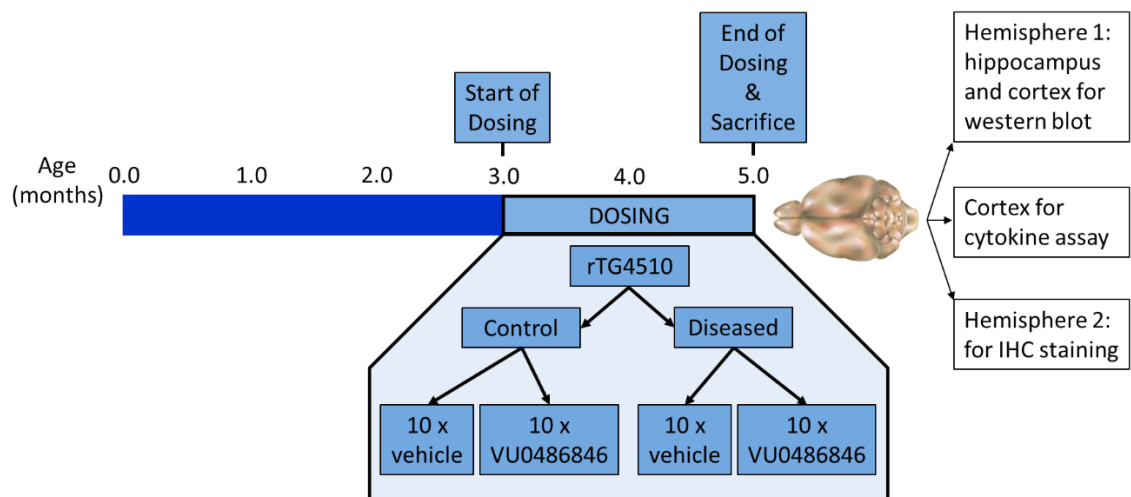 Start of
Dosing
End of
Dosing
&
Sacrifice
Age
(months)
0.0 1.0 2.0 3.0 4.0 5.0
DOSING
rTG4510
Control Diseased
10 x
vehicle
10 x
VU0486846
10 x
vehicle
10 x
VU0486846
Hemisphere 1:
hippocampus
and cortex for
western blot
Cortex for
cytokine assay
Hemisphere 2:
for IHC staining